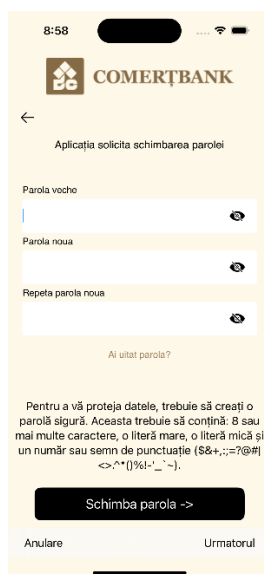 8:58
COMERȚBANK
Aplicația solicita schimbarea parolei
Parola veche
Parola noua
Repeta parola noua
Ai uitat parola?
Pentru a vă proteja datele, trebuie să creați o
parolă sigură. Aceasta trebuie să conțină: 8 sau
mai multe caractere, o literă mare, o literă mică și
un număr sau semn de punctuație ($&+,:;=?@#|
<>.^*()%!-'_`~).
Schimba parola ->
Anulare Urmatorul